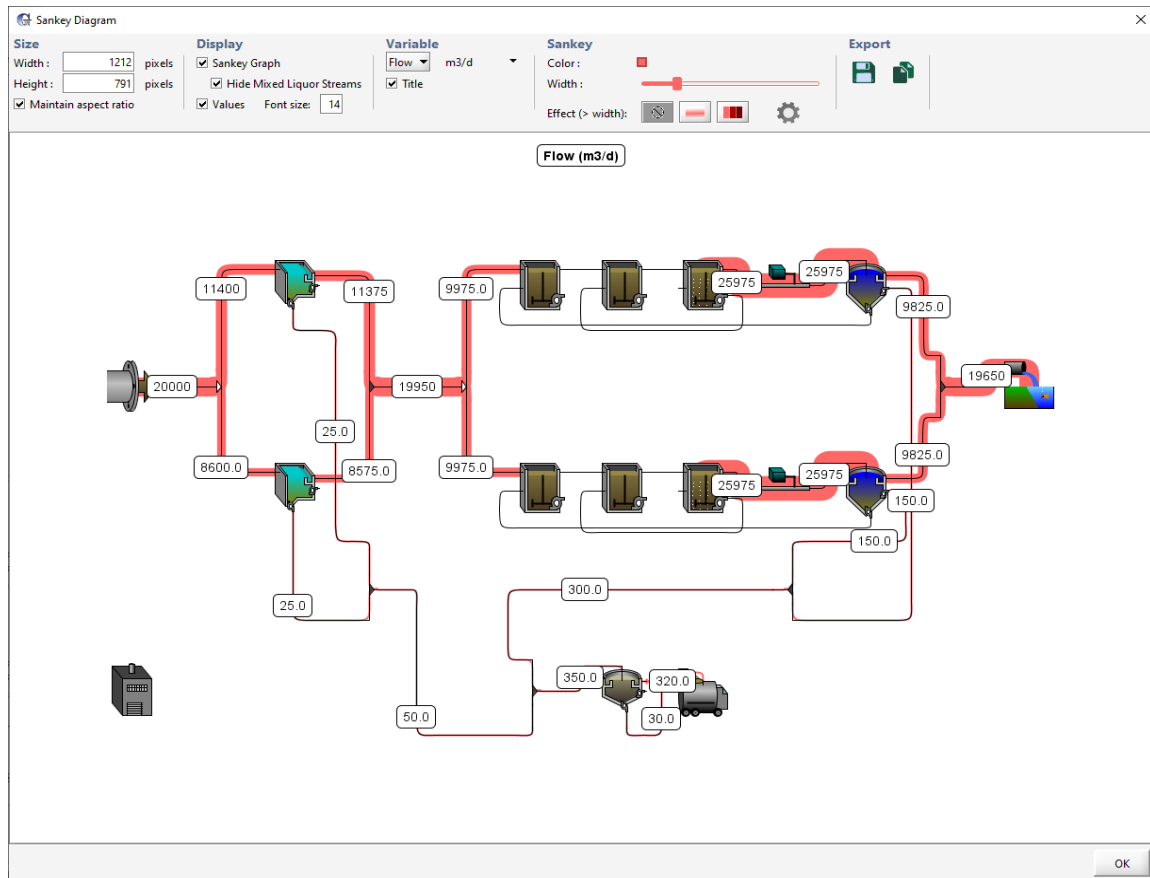 Sankey Diagram
Size
Width : 1212 pixels
Height : 791 pixels
Maintain aspect ratio
Display
Sankey Graph
Hide Mixed Liquor Streams
Values Font size: 14
Variable
Flow m3/d
Title
Sankey
Color :
Width :
Effect (> width):
Export
Flow (m3/d)
11400
11375
9975.0
25975
25975
9825.0
20000
19950
19650
25.0
8600.0
8575.0
9975.0
25975
25975
9825.0
150.0
150.0
25.0
300.0
350.0
320.0
50.0
30.0
OK